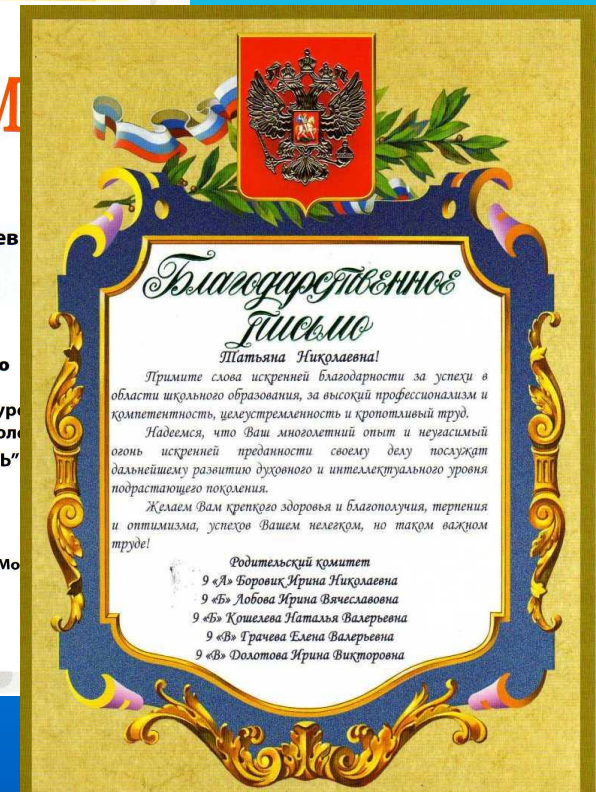 М
ев
о
ь"
Мо
Благодарственное
письмо
Татьяна Николаевна!
Примите слова искренней благодарности за успехи в
области школьного образования, за высокий профессионализм и
компетентность, целеустремленность и кропотливый труд.
Надеемся, что Ваш многолетний опыт и неугасимый
огонь искренней преданности своему делу послужат
дальнейшему развитию духовного и интеллектуального уровня
подрастающего поколения.
Желаем Вам крепкого здоровья и благополучия, терпения
и оптимизма, успехов Вашем нелегком, но таком важном
труде!
Родительский комитет
9 «А» Боровик Ирина Николаевна
9 «Б» Лобова Ирина Вячеславовна
9 «Б» Кошелева Наталья Валерьевна
9 «В» Грачева Елена Валерьевна
9 «В» Долотова Ирина Викторовна